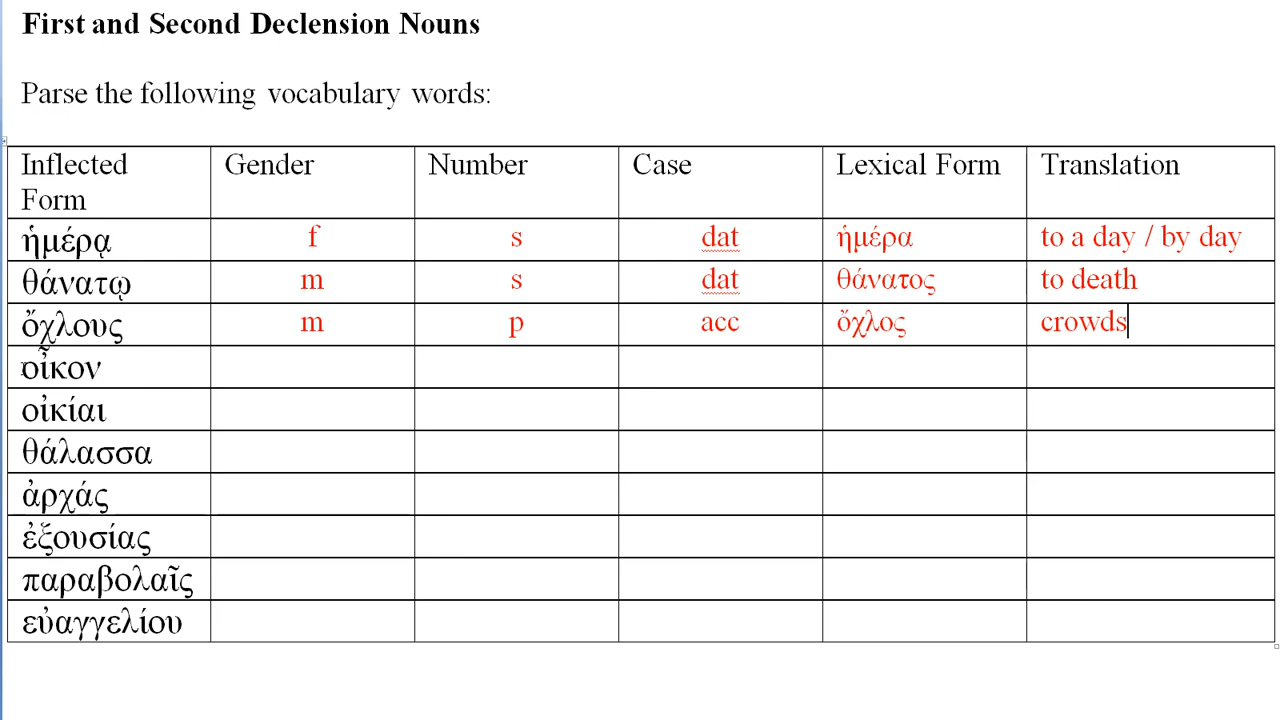 First and Second Declension Nouns
Parse the following vocabulary words:
Inflected Form Gender Number Case Lexical Form Translation
ἡμέρᾳ f s dat ἡμέρα to a day / by day
θάνατῳ m s dat θάνατος to death
ὄχλους m p acc ὄχλος crowds
οἶκον
οἰκίαι
θάλασσα
ἀρχάς
ἐξουσίας
παραβολαῖς
εὐαγγελίου